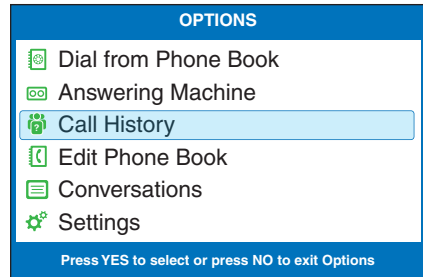 OPTIONS
Dial from Phone Book
Answering Machine
Call History
Edit Phone Book
Conversations
Settings
Press YES to select or press NO to exit Options